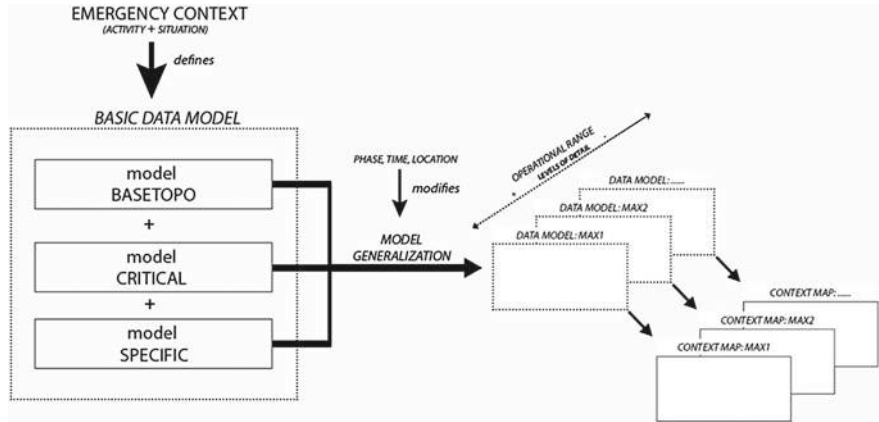 EMERGENCY CONTEXT
(ACTIVITY + SITUATION)
defines
BASIC DATA MODEL
model
BASETOPO
+
model
CRITICAL
+
model
SPECIFIC
PHASE, TIME, LOCATION
modifies
MODEL
GENERALIZATION
OPERATIONAL RANGE
+ LEVELS OF DETAIL -
DATA MODEL: ......
DATA MODEL: MAX2
DATA MODEL: MAX1
CONTEXT MAP: ......
CONTEXT MAP: MAX2
CONTEXT MAP: MAX1